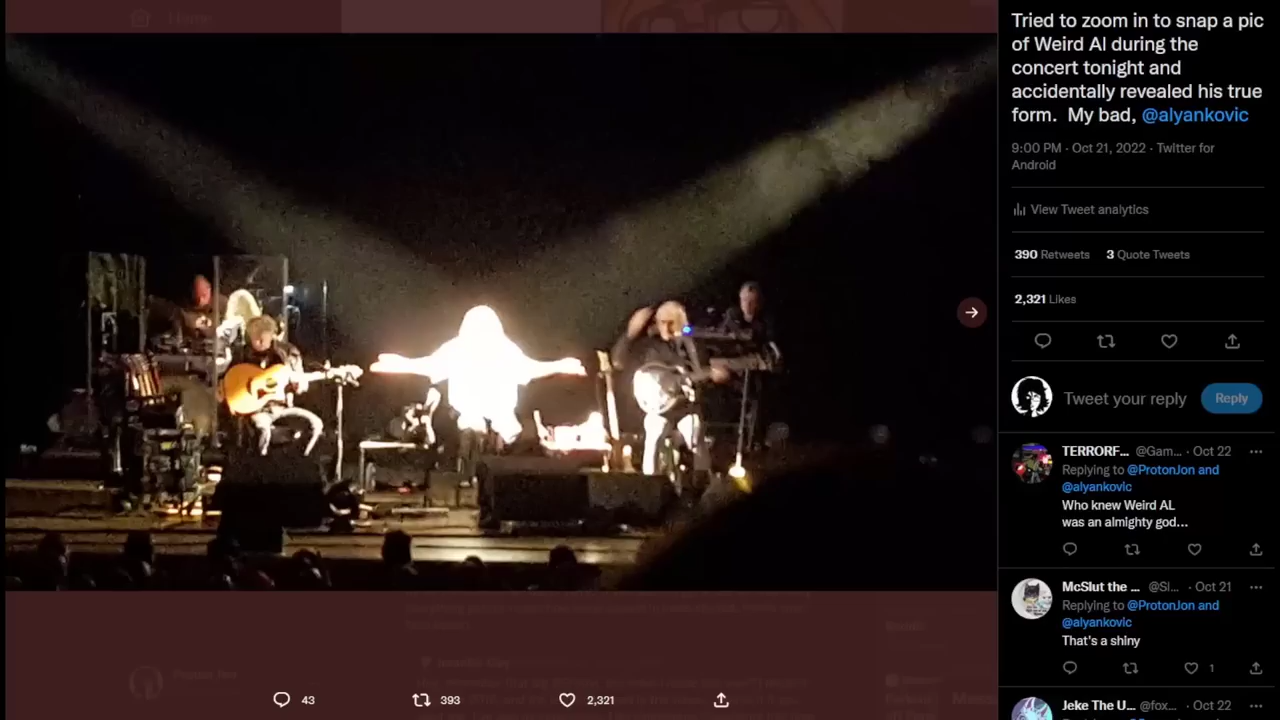 Home
Tried to zoom in to snap a pic
of Weird Al during the
concert tonight and
accidentally revealed his true
form.  My bad, @alyankovic
9:00 PM · Oct 21, 2022 · Twitter for
Android
View Tweet analytics
390 Retweets 3 Quote Tweets
2,321 Likes
Tweet your reply Reply
TERRORF... @Gam... · Oct 22
Replying to @ProtonJon and
@alyankovic
Who knew Weird AL
was an almighty god...
McSlut the ... @Sl... · Oct 21
Replying to @ProtonJon and
@alyankovic
That's a shiny
1
Jeke The U... @fox... · Oct 22
43 393 2,321